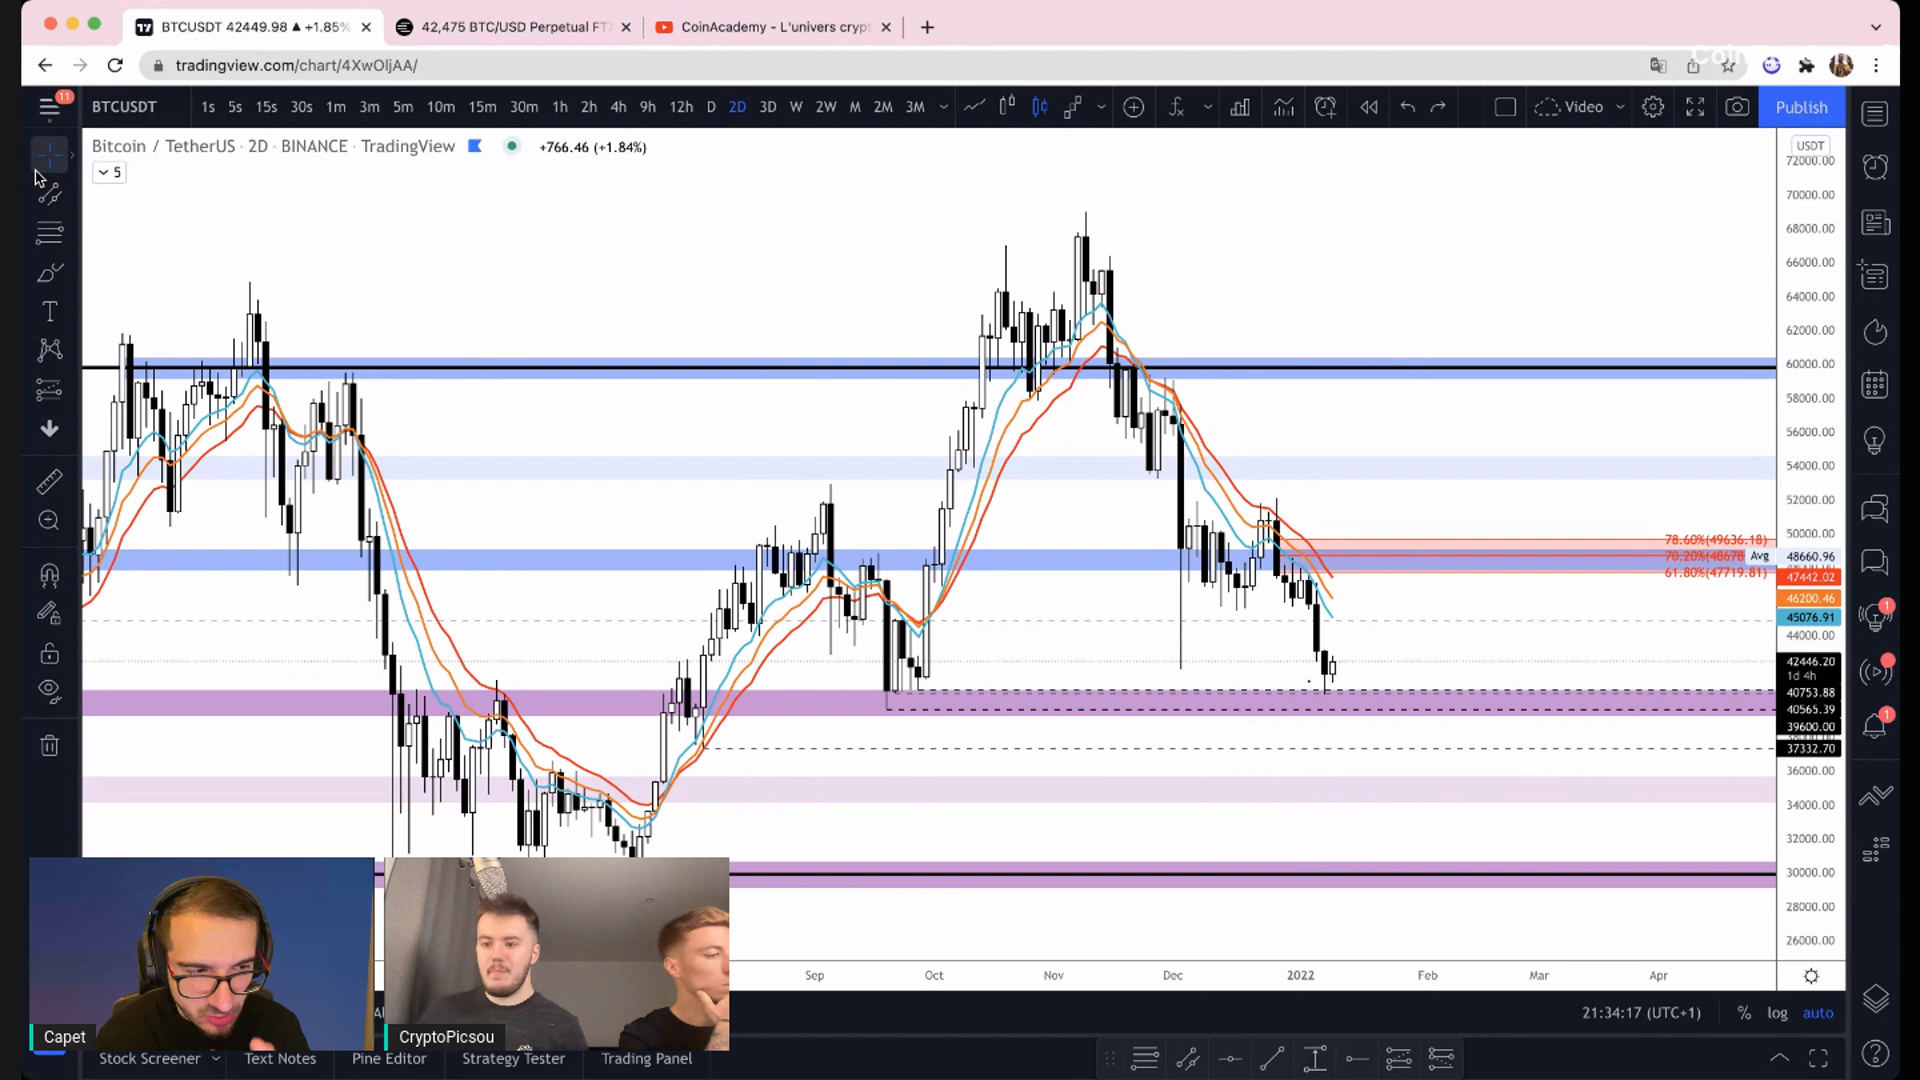 BTCUSDT 42449.98 ▲ +1.85%
42,475 BTC/USD Perpetual FT
CoinAcademy - L'univers crypt
tradingview.com/chart/4XwOljAA/
11
BTCUSDT
1s 5s 15s 30s 1m 3m 5m 10m 15m 30m 1h 2h 4h 9h 12h D 2D 3D W 2W M 2M 3M
Video
Publish
Bitcoin / TetherUS · 2D · BINANCE · TradingView
+766.46 (+1.84%)
5
USDT
72000.00
70000.00
68000.00
66000.00
64000.00
62000.00
60000.00
58000.00
56000.00
54000.00
52000.00
50000.00
78.60%(49636.18)
70.20%(48678
Avg
48660.96
61.80%(47719.81)
47442.02
46200.46
45076.91
44000.00
42446.20
1d 4h
40753.88
40565.39
39600.00
37332.70
36000.00
34000.00
32000.00
30000.00
28000.00
26000.00
Sep Oct Nov Dec 2022 Feb Mar Apr
21:34:17 (UTC+1)
%
log
auto
1
1
Capet
CryptoPicsou
Stock Screener
Text Notes
Pine Editor
Strategy Tester
Trading Panel